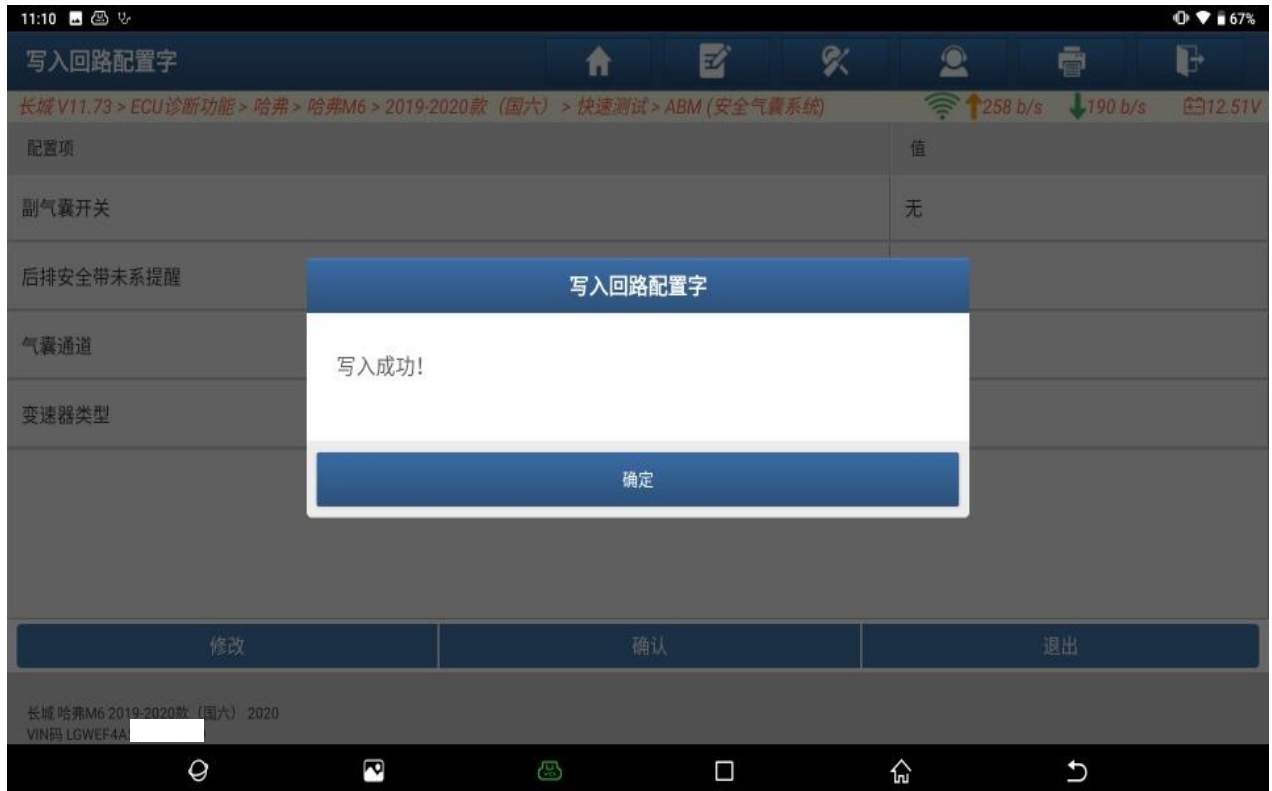 11:10 67%
写入回路配置字
长城 V11.73 > ECU诊断功能 > 哈弗 > 哈弗M6 > 2019-2020款（国六） > 快速测试 > ABM (安全气囊系统) 258 b/s 190 b/s 12.51V
配置项 值
副气囊开关 无
后排安全带未系提醒
气囊通道
变速器类型
写入回路配置字
写入成功!
确定
修改 确认 退出
长城 哈弗M6 2019-2020款（国六） 2020
VIN码 LGWEF4A